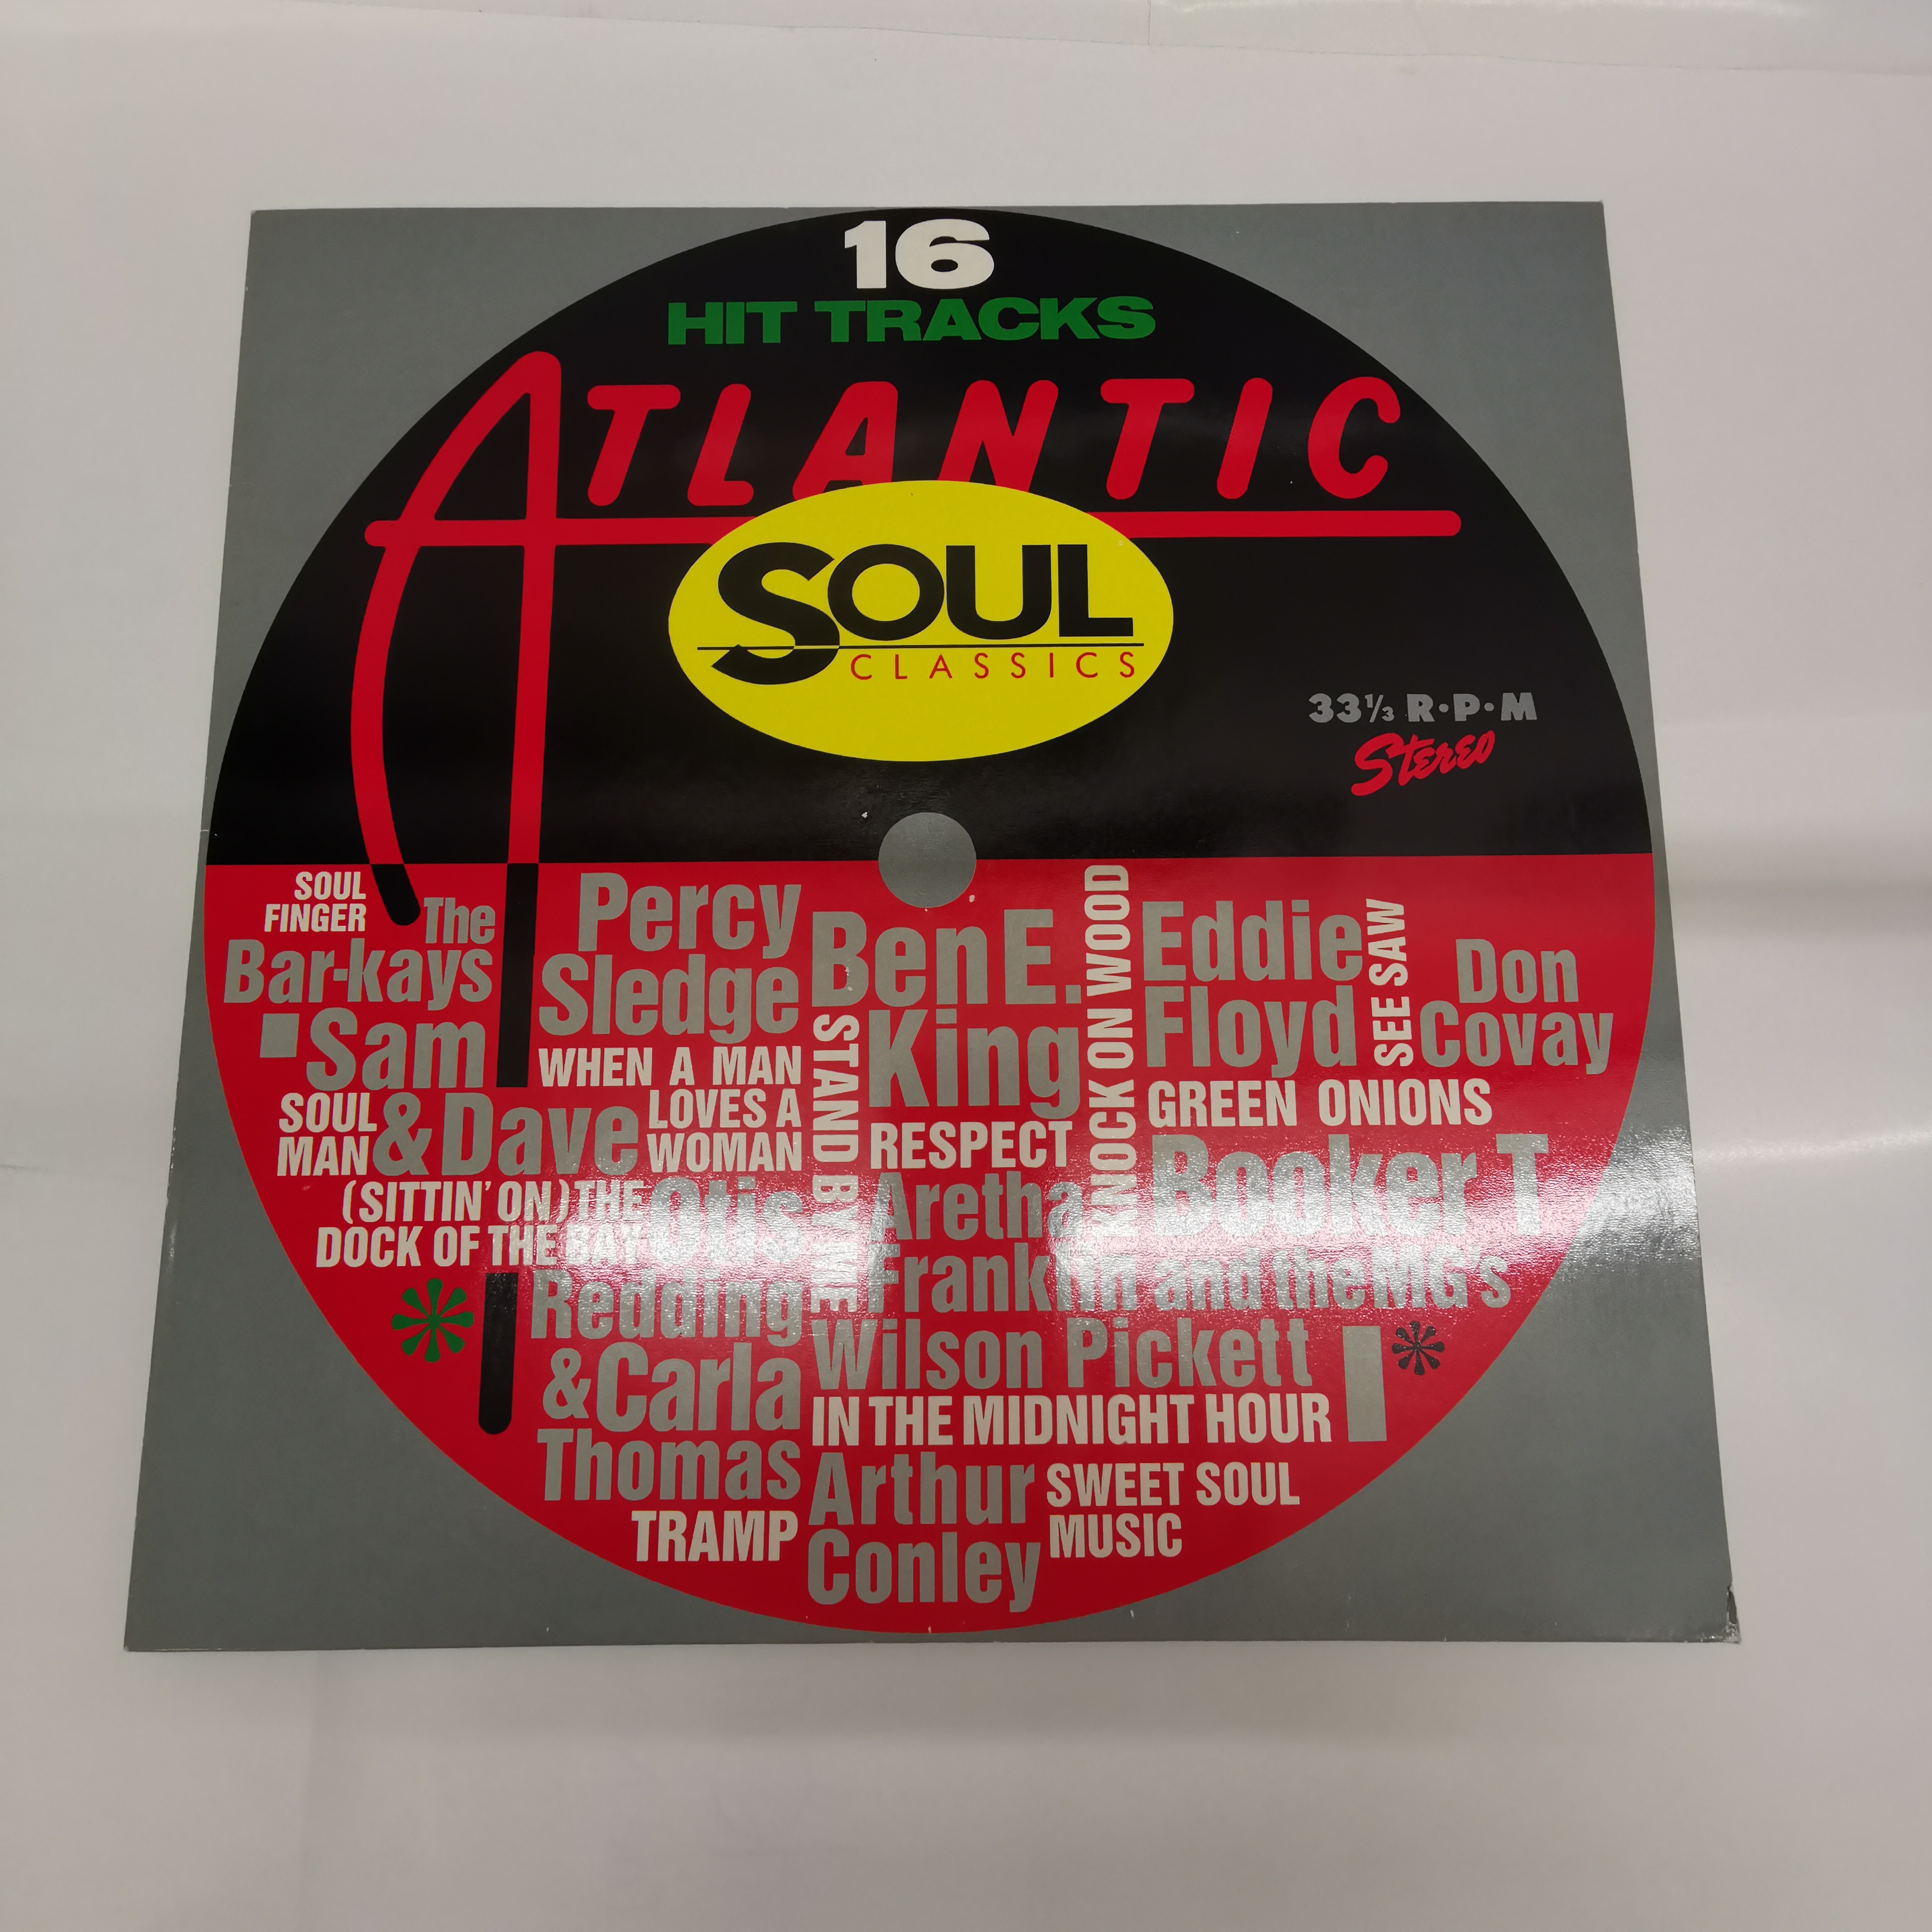 16
HIT TRACKS
ATLANTIC
SOUL
CLASSICS
33⅓ R·P·M
Stereo
SOUL
FINGER
The
Bar-kays
Sam
& Dave
SOUL
MAN
Percy
Sledge
WHEN A MAN
LOVES A
WOMAN
(SITTIN' ON) THE
DOCK OF THE BAY
Otis
Redding
& Carla
Thomas
TRAMP
Ben E.
King
STAND BY ME
RESPECT
Aretha
Franklin
KNOCK ON WOOD
Eddie
Floyd
SEE SAW
Don
Covay
GREEN ONIONS
Booker T
and the MG's
Wilson Pickett
IN THE MIDNIGHT HOUR
Arthur
Conley
SWEET SOUL
MUSIC